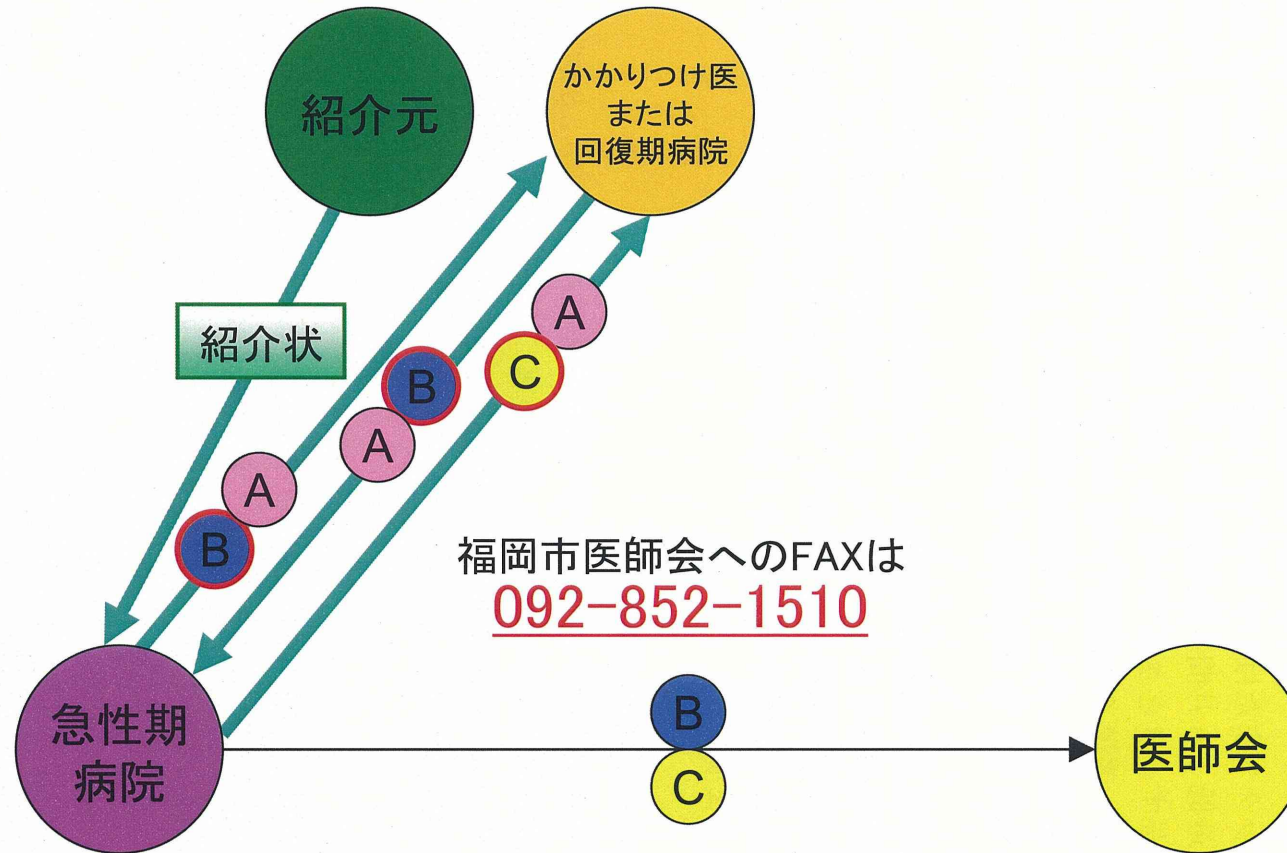 紹介元
かかりつけ医
または
回復期病院
紹介状
A
C
B
A
A
B
福岡市医師会へのFAXは
092-852-1510
急性期
病院
B
C
医師会